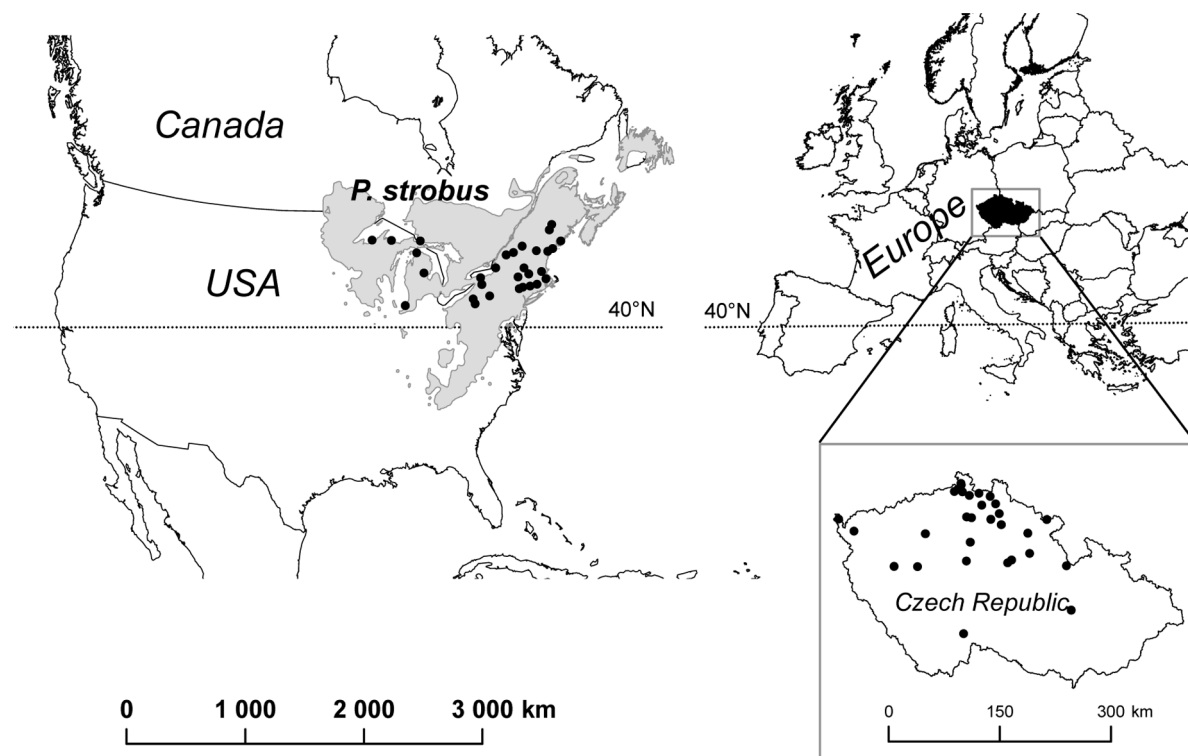 Canada
P. strobus
USA
40°N
0 1 000 2 000 3 000 km
Europe
40°N
Czech Republic
0 150 300 km